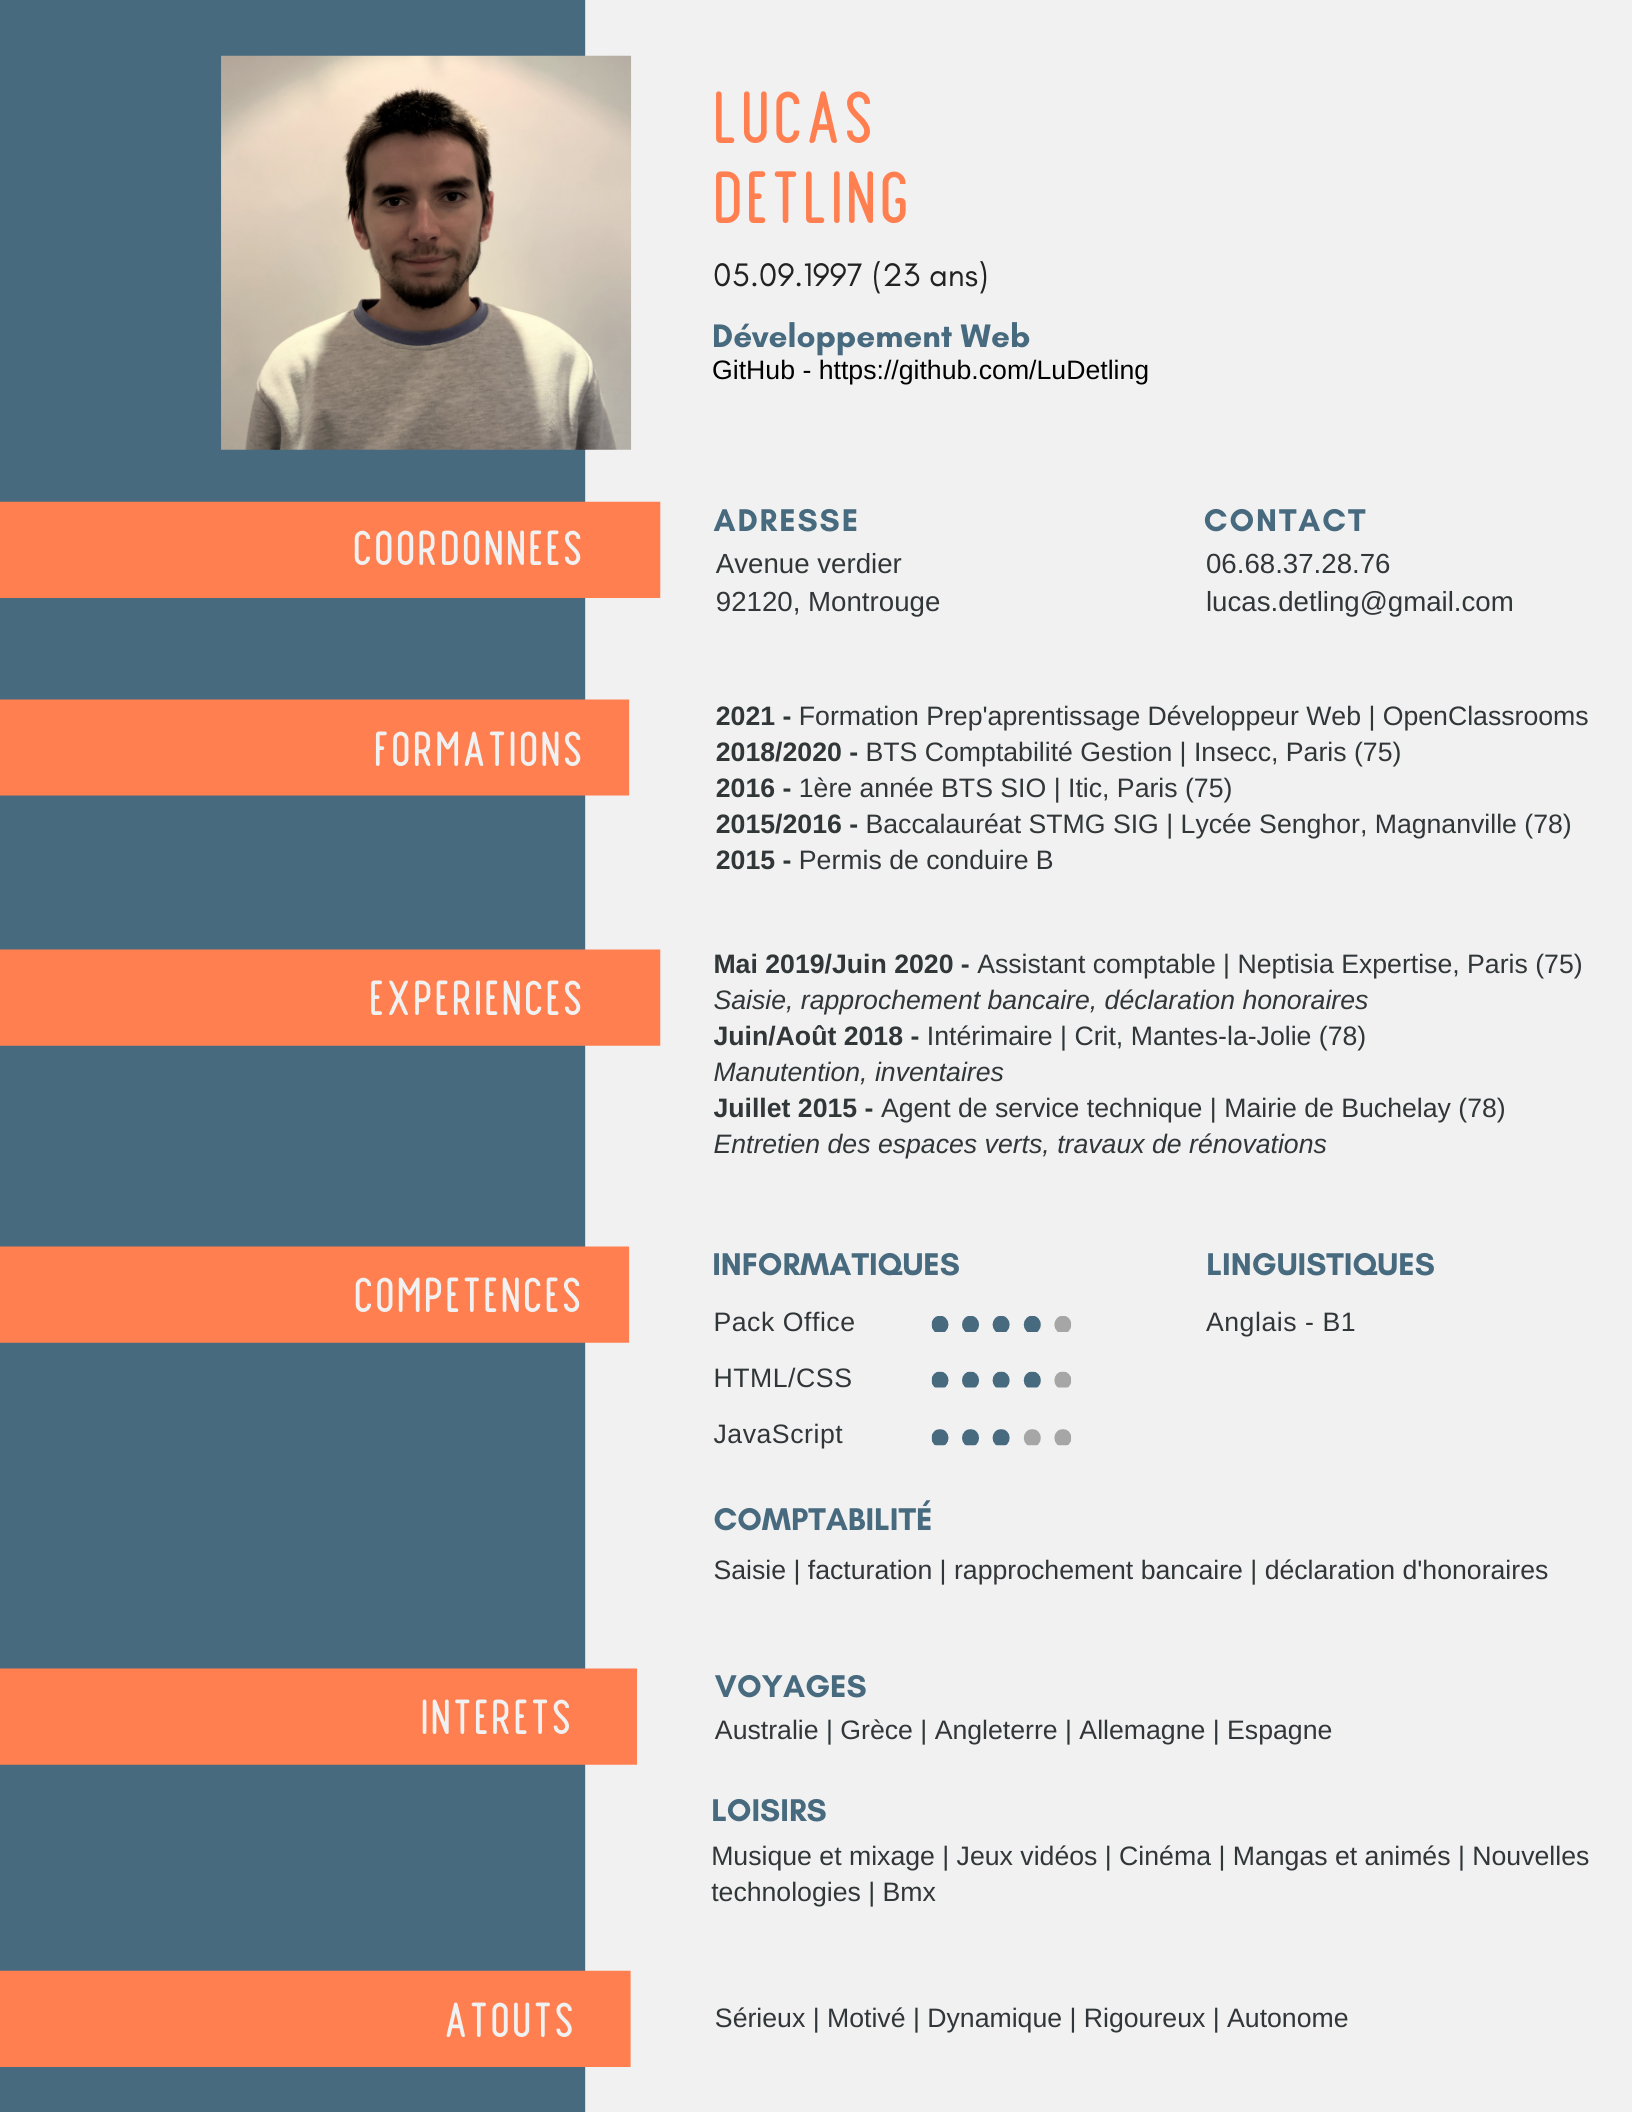 LUCAS
DETLING
05.09.1997 (23 ans)
Développement Web
GitHub - https://github.com/LuDetling
COORDONNEES
ADRESSE
Avenue verdier
92120, Montrouge
CONTACT
06.68.37.28.76
lucas.detling@gmail.com
FORMATIONS
2021 - Formation Prep'aprentissage Développeur Web | OpenClassrooms
2018/2020 - BTS Comptabilité Gestion | Insecc, Paris (75)
2016 - 1ère année BTS SIO | Itic, Paris (75)
2015/2016 - Baccalauréat STMG SIG | Lycée Senghor, Magnanville (78)
2015 - Permis de conduire B
EXPERIENCES
Mai 2019/Juin 2020 - Assistant comptable | Neptisia Expertise, Paris (75)
Saisie, rapprochement bancaire, déclaration honoraires
Juin/Août 2018 - Intérimaire | Crit, Mantes-la-Jolie (78)
Manutention, inventaires
Juillet 2015 - Agent de service technique | Mairie de Buchelay (78)
Entretien des espaces verts, travaux de rénovations
COMPETENCES
INFORMATIQUES
Pack Office
HTML/CSS
JavaScript
LINGUISTIQUES
Anglais - B1
COMPTABILITÉ
Saisie | facturation | rapprochement bancaire | déclaration d'honoraires
INTERETS
VOYAGES
Australie | Grèce | Angleterre | Allemagne | Espagne
LOISIRS
Musique et mixage | Jeux vidéos | Cinéma | Mangas et animés | Nouvelles
technologies | Bmx
ATOUTS
Sérieux | Motivé | Dynamique | Rigoureux | Autonome